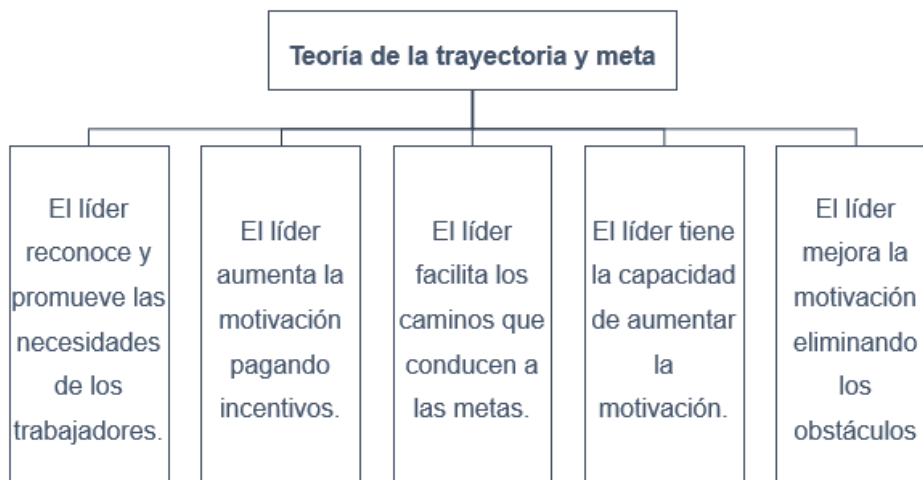 Teoría de la trayectoria y meta
El líder
reconoce y
promueve las
necesidades
de los
trabajadores.
El líder
aumenta la
motivación
pagando
incentivos.
El líder
facilita los
caminos que
conducen a
las metas.
El líder tiene
la capacidad
de aumentar
la
motivación.
El líder
mejora la
motivación
eliminando
los
obstáculos